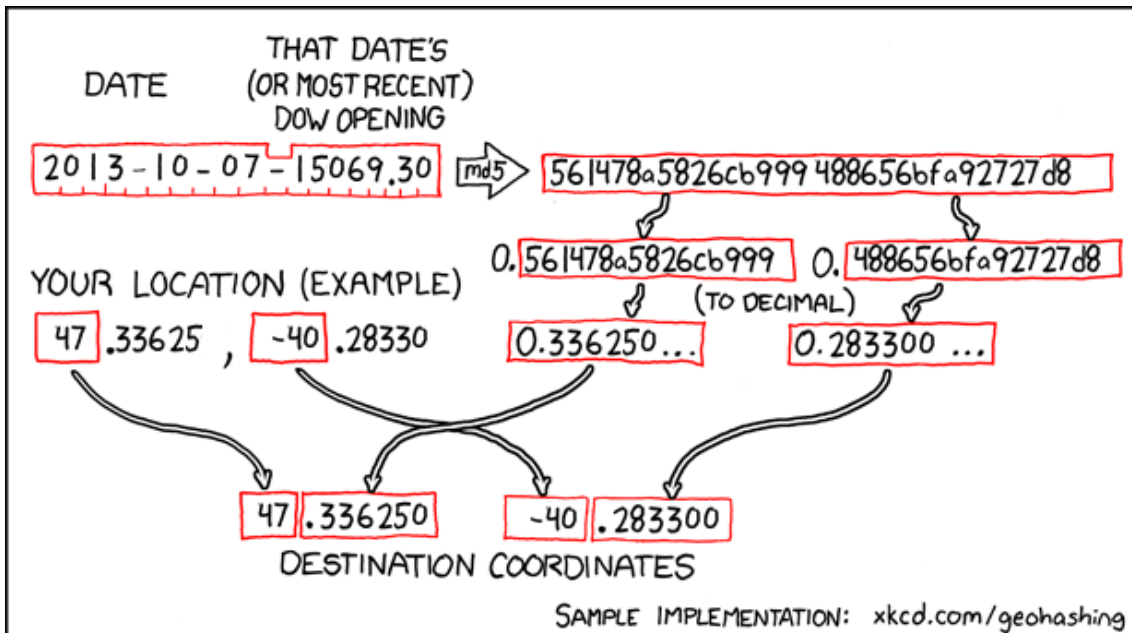 DATE
THAT DATE'S
(OR MOST RECENT)
DOW OPENING
2013-10-07-15069.30
md5
561478a5826cb999488656bfa92727d8
0.561478a5826cb999
0.488656bfa92727d8
(TO DECIMAL)
YOUR LOCATION (EXAMPLE)
47.33625, -40.28330
0.336250...
0.283300 ...
47.336250
-40.283300
DESTINATION COORDINATES
SAMPLE IMPLEMENTATION: xkcd.com/geohashing